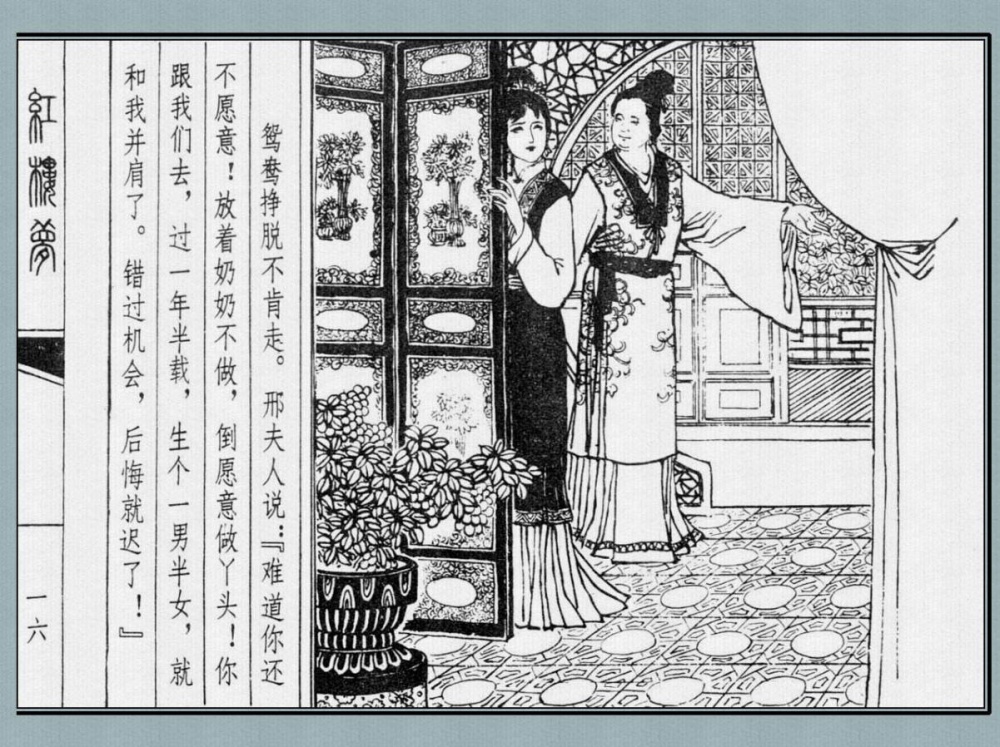 鸳鸯挣脱不肯走。邢夫人说：『难道你还
不愿意！放着奶奶不做，倒愿意做丫头！你
跟我们去，过一年半载，生个一男半女，就
和我并肩了。错过机会，后悔就迟了！』
红楼梦
一六